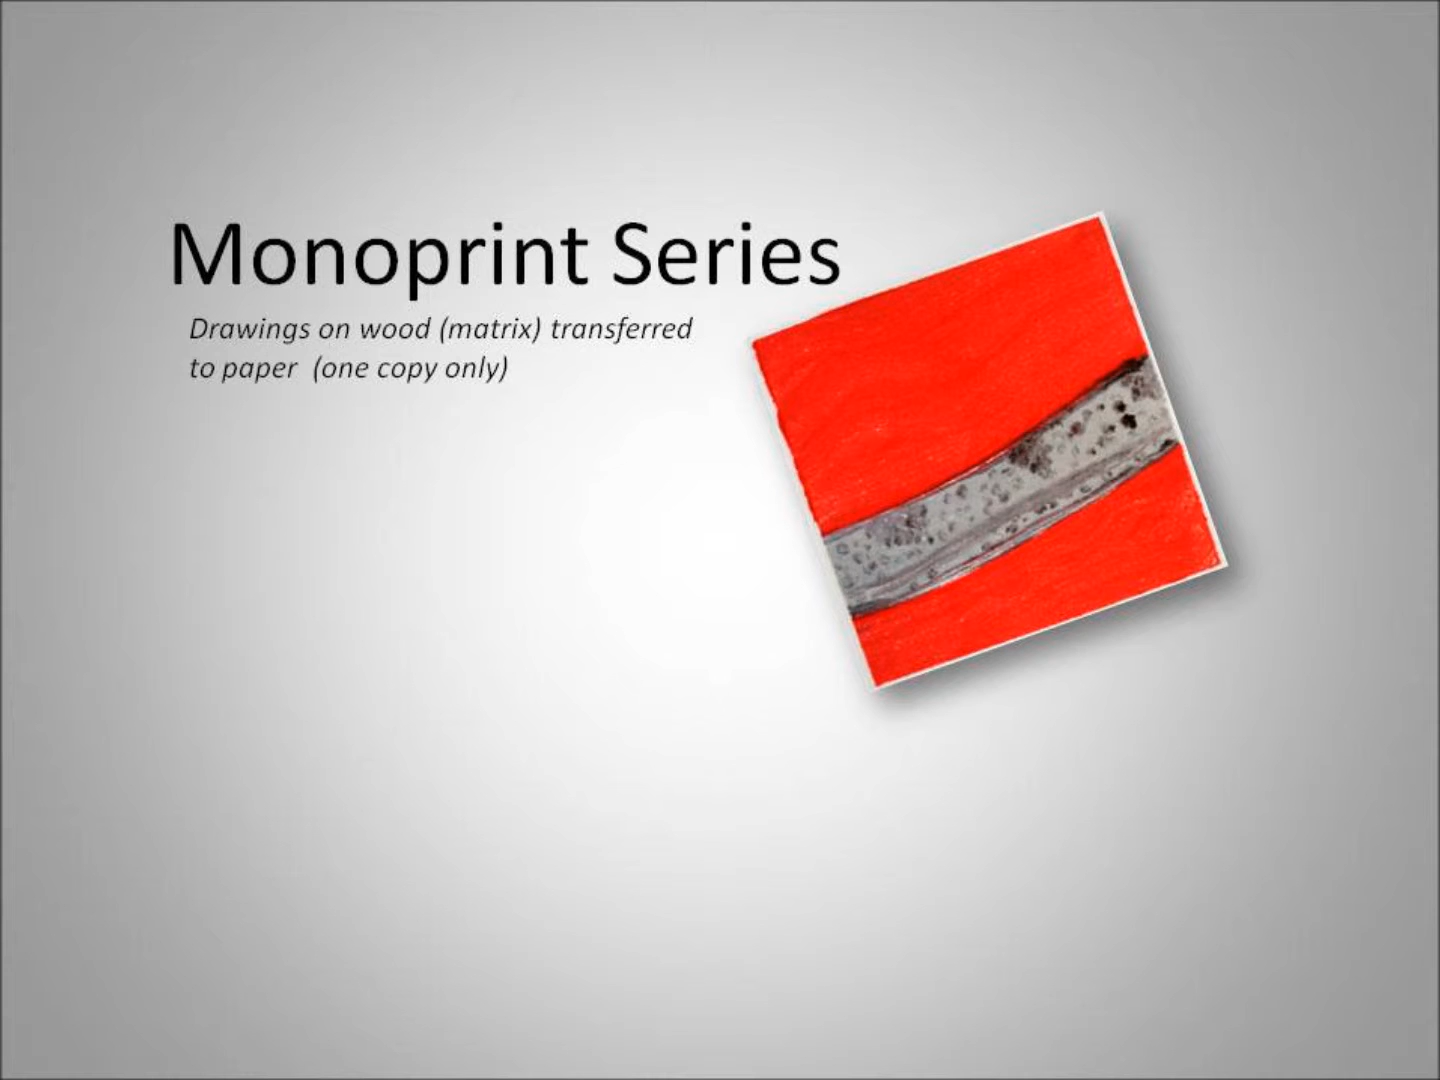 Monoprint Series
Drawings on wood (matrix) transferred
to paper  (one copy only)